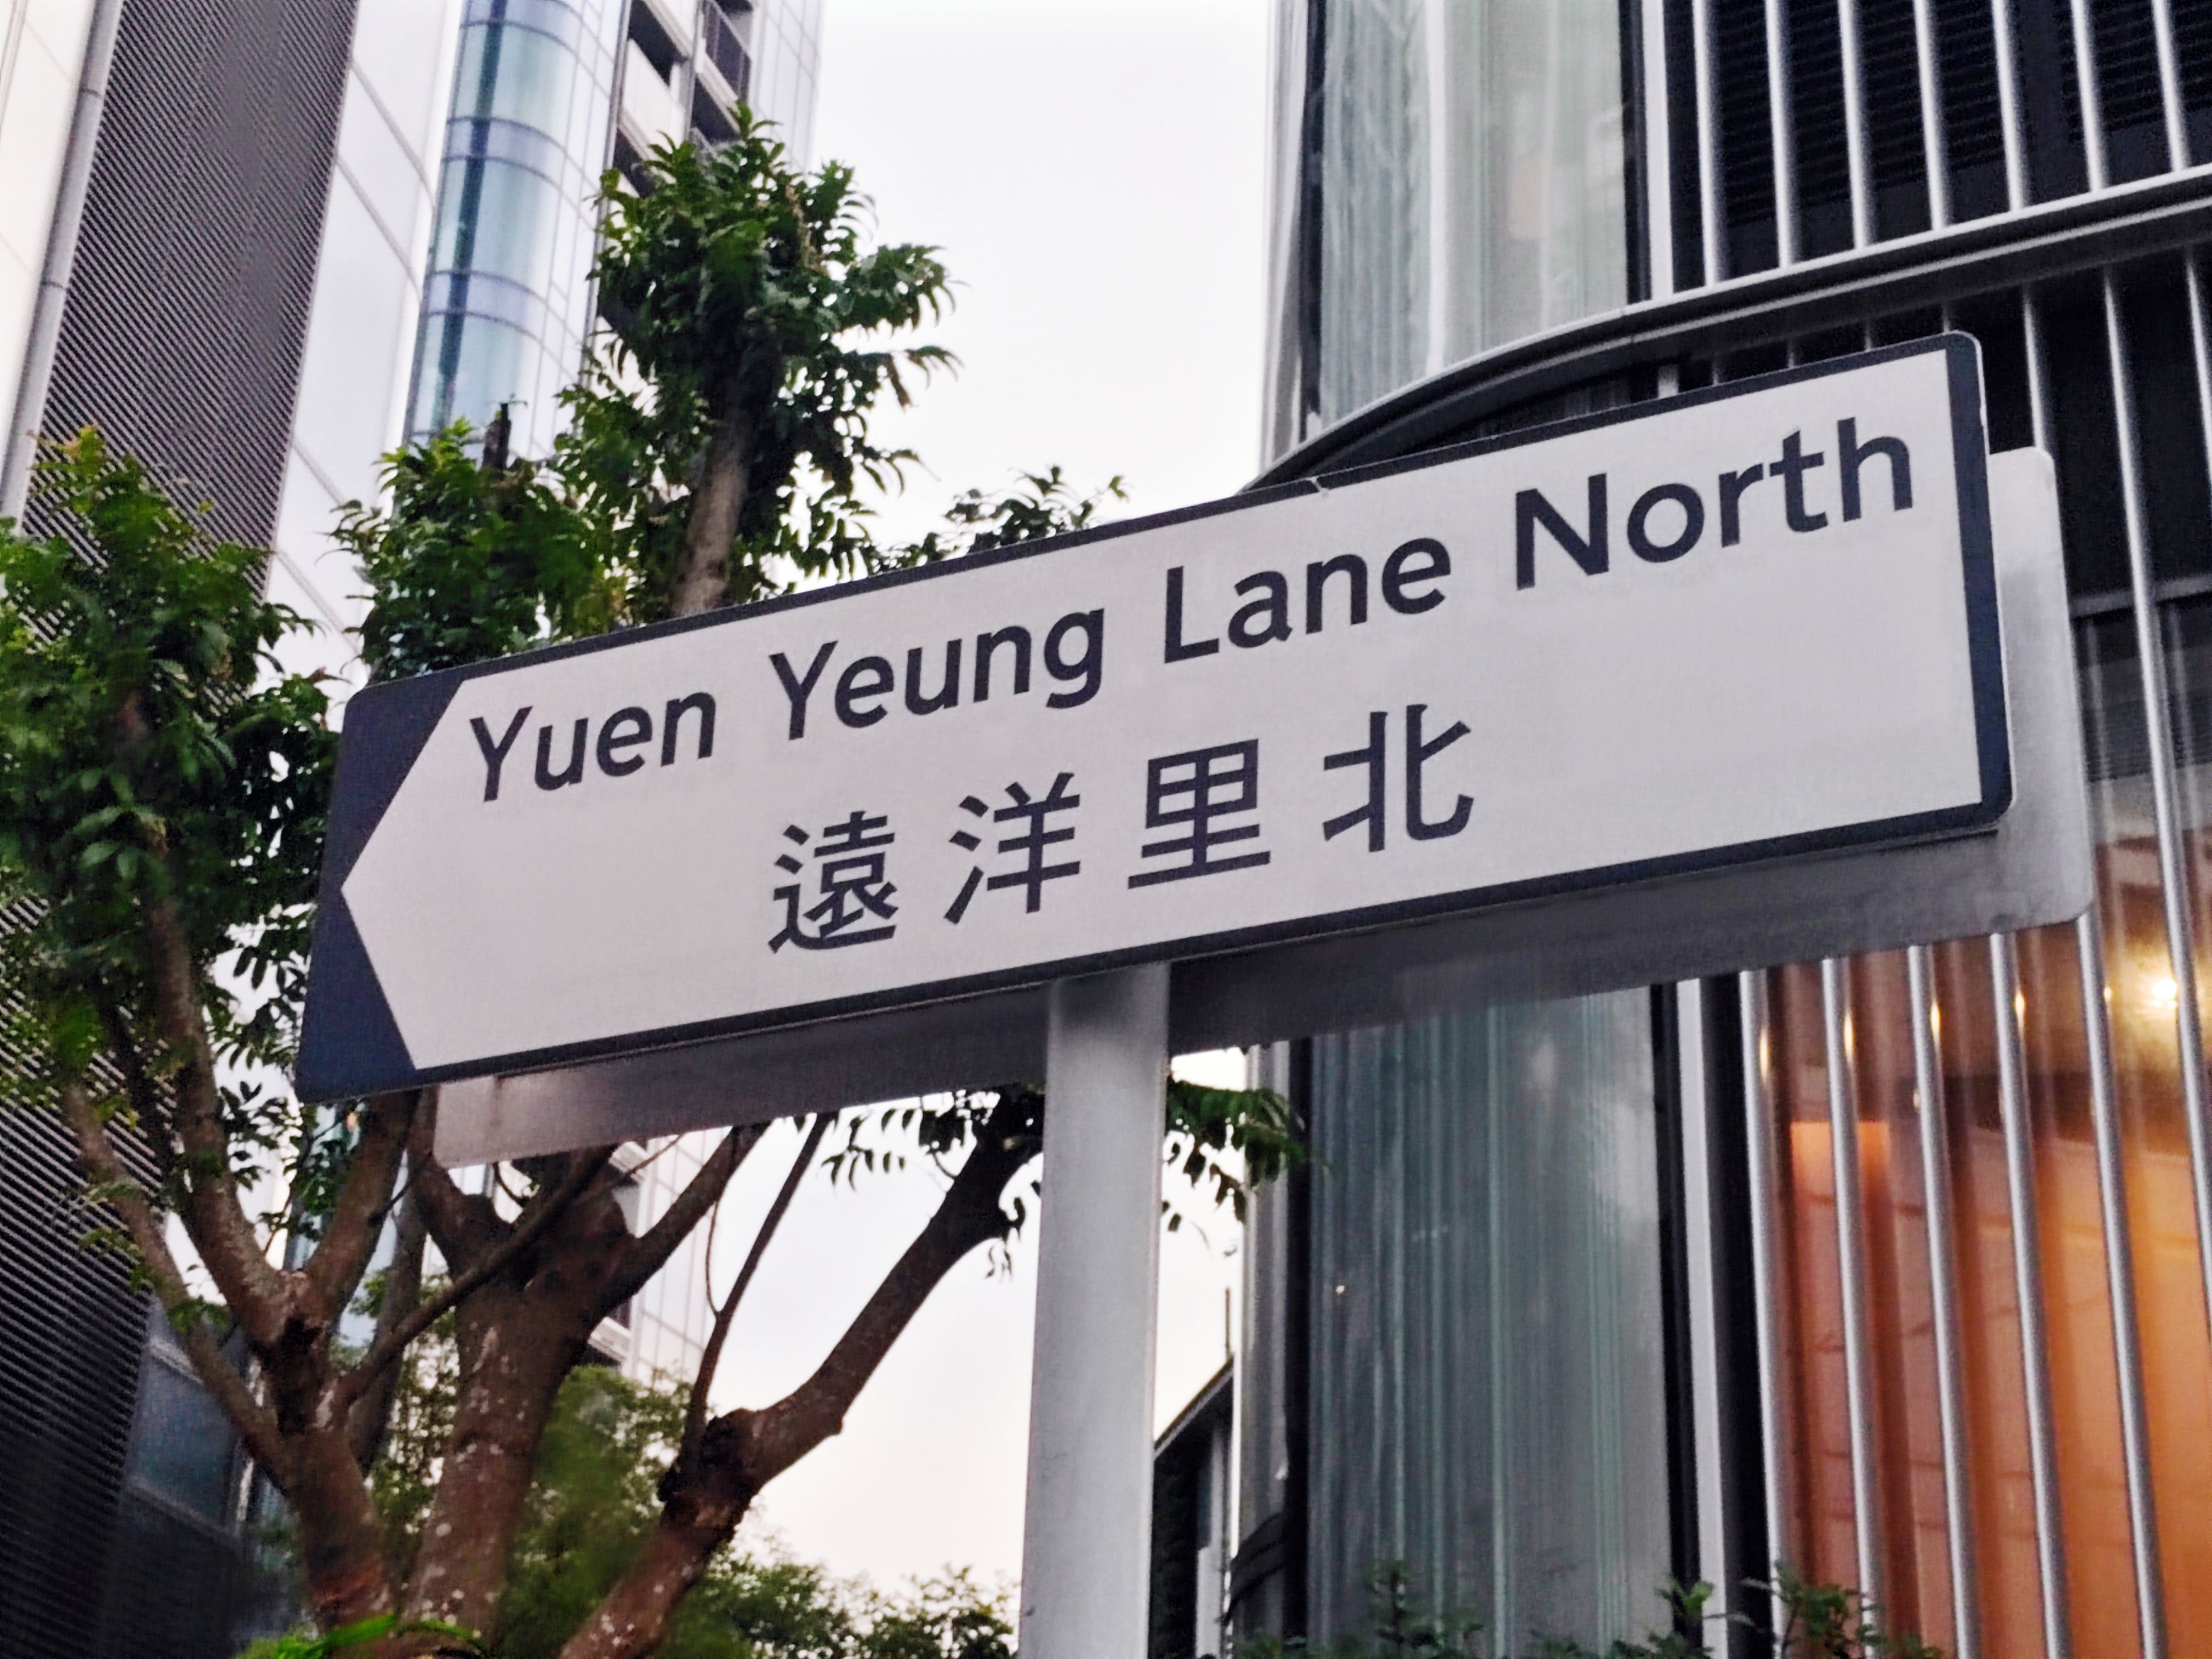 Yuen Yeung Lane North
遠洋里北